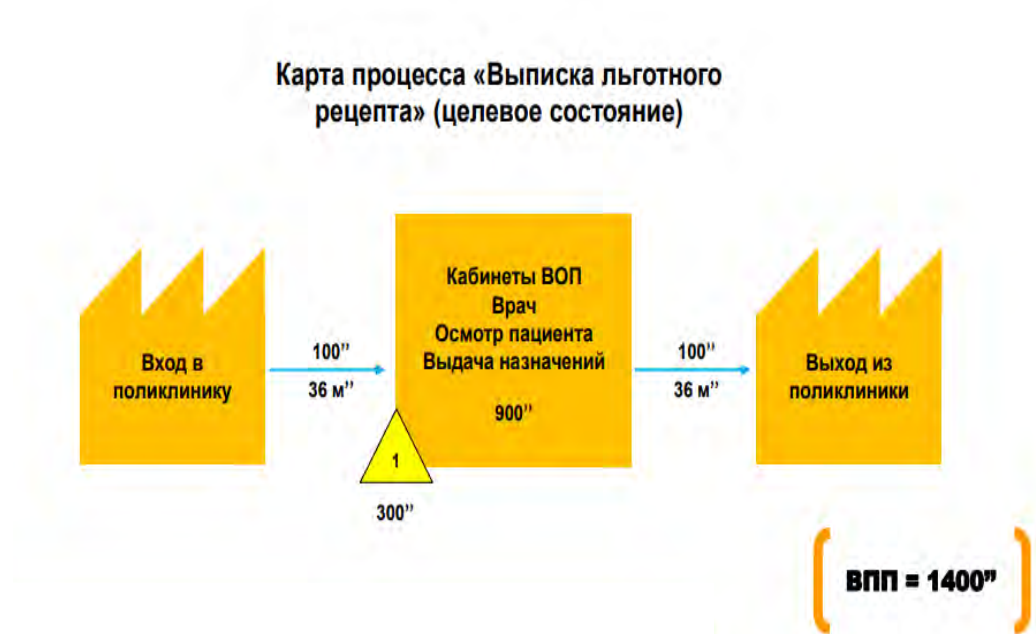 Карта процесса «Выписка льготного
рецепта» (целевое состояние)
Вход в
поликлинику
100’’
36 м’’
Кабинеты ВОП
Врач
Осмотр пациента
Выдача назначений
900’’
1
300’’
100’’
36 м’’
Выход из
поликлиники
ВПП = 1400”